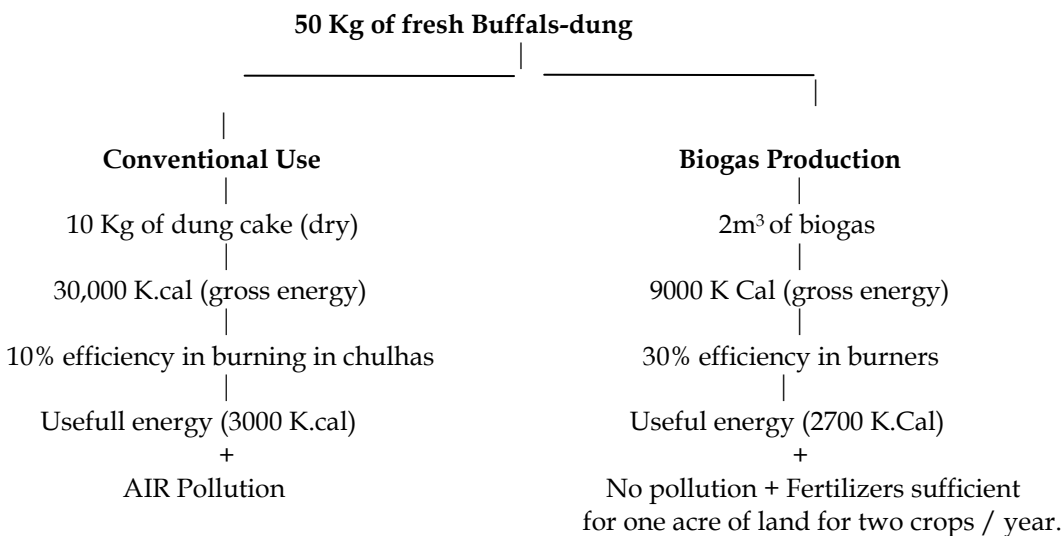 50 Kg of fresh Buffals-dung
Conventional Use
10 Kg of dung cake (dry)
30,000 K.cal (gross energy)
10% efficiency in burning in chulhas
Usefull energy (3000 K.cal)
+
AIR Pollution
Biogas Production
2m³ of biogas
9000 K Cal (gross energy)
30% efficiency in burners
Useful energy (2700 K.Cal)
+
No pollution + Fertilizers sufficient
for one acre of land for two crops / year.